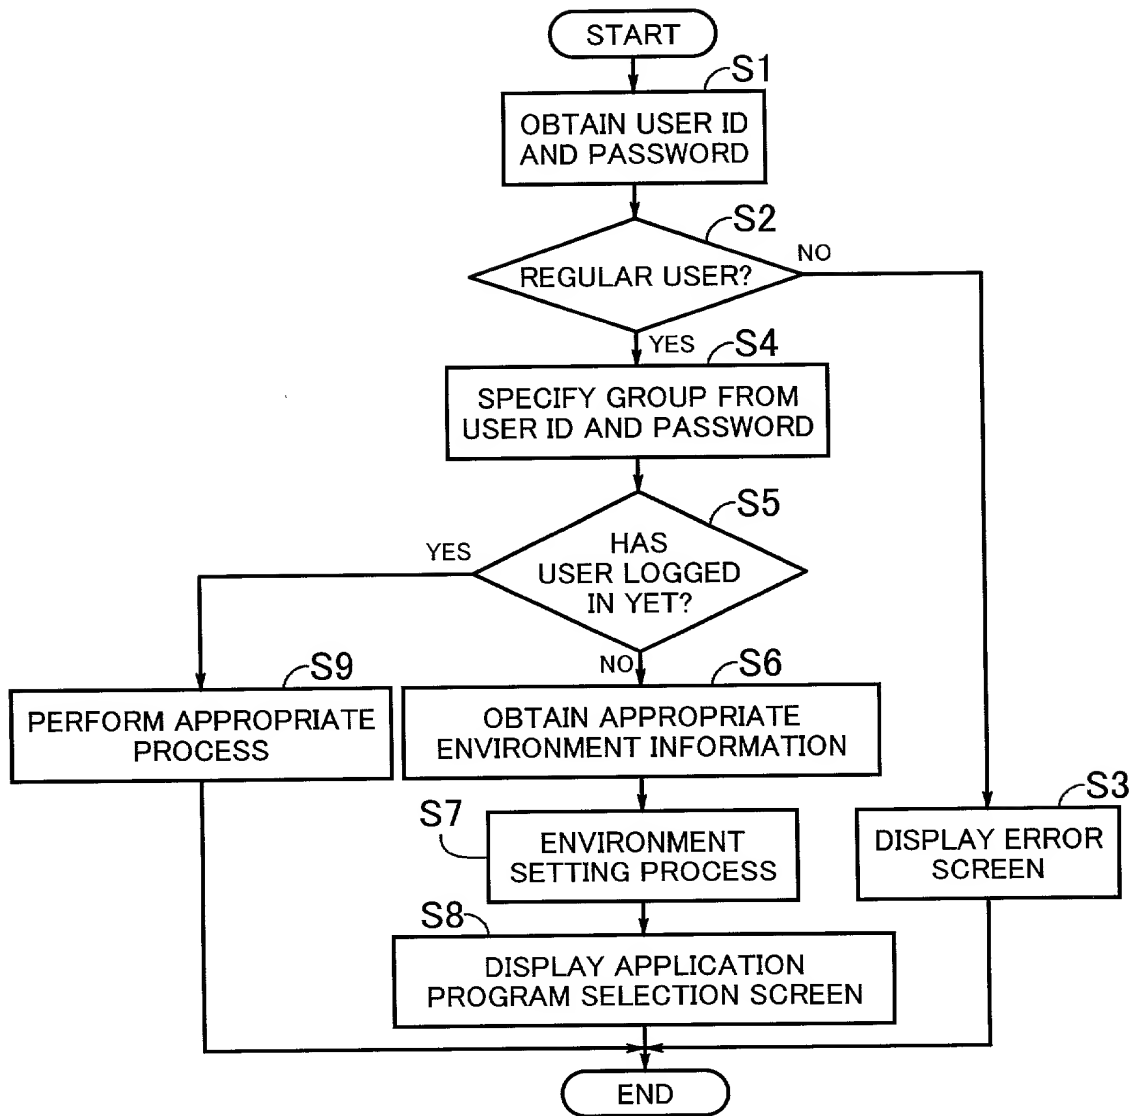 START
S1
OBTAIN USER ID
AND PASSWORD
S2
REGULAR USER?
NO
YES
S4
SPECIFY GROUP FROM
USER ID AND PASSWORD
S5
HAS
USER LOGGED
IN YET?
YES
NO
S9
PERFORM APPROPRIATE
PROCESS
S6
OBTAIN APPROPRIATE
ENVIRONMENT INFORMATION
S7
ENVIRONMENT
SETTING PROCESS
S3
DISPLAY ERROR
SCREEN
S8
DISPLAY APPLICATION
PROGRAM SELECTION SCREEN
END